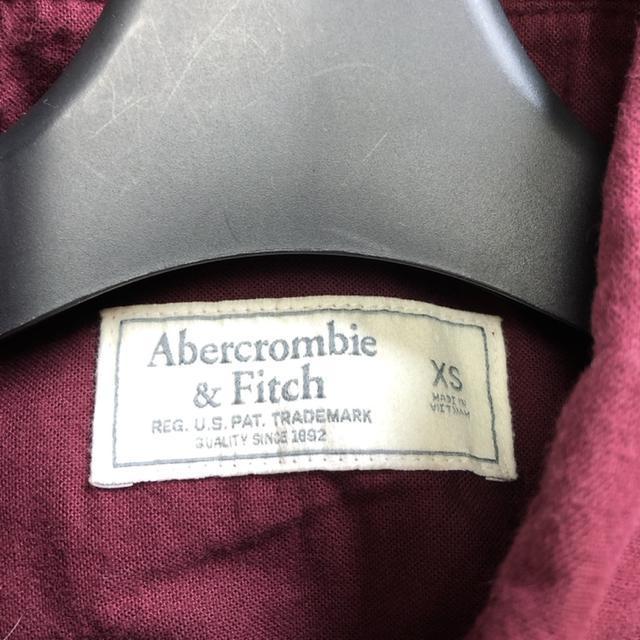 Abercrombie
& Fitch
REG. U.S. PAT. TRADEMARK
QUALITY SINCE 1892
XS
MADE IN
VIETNAM